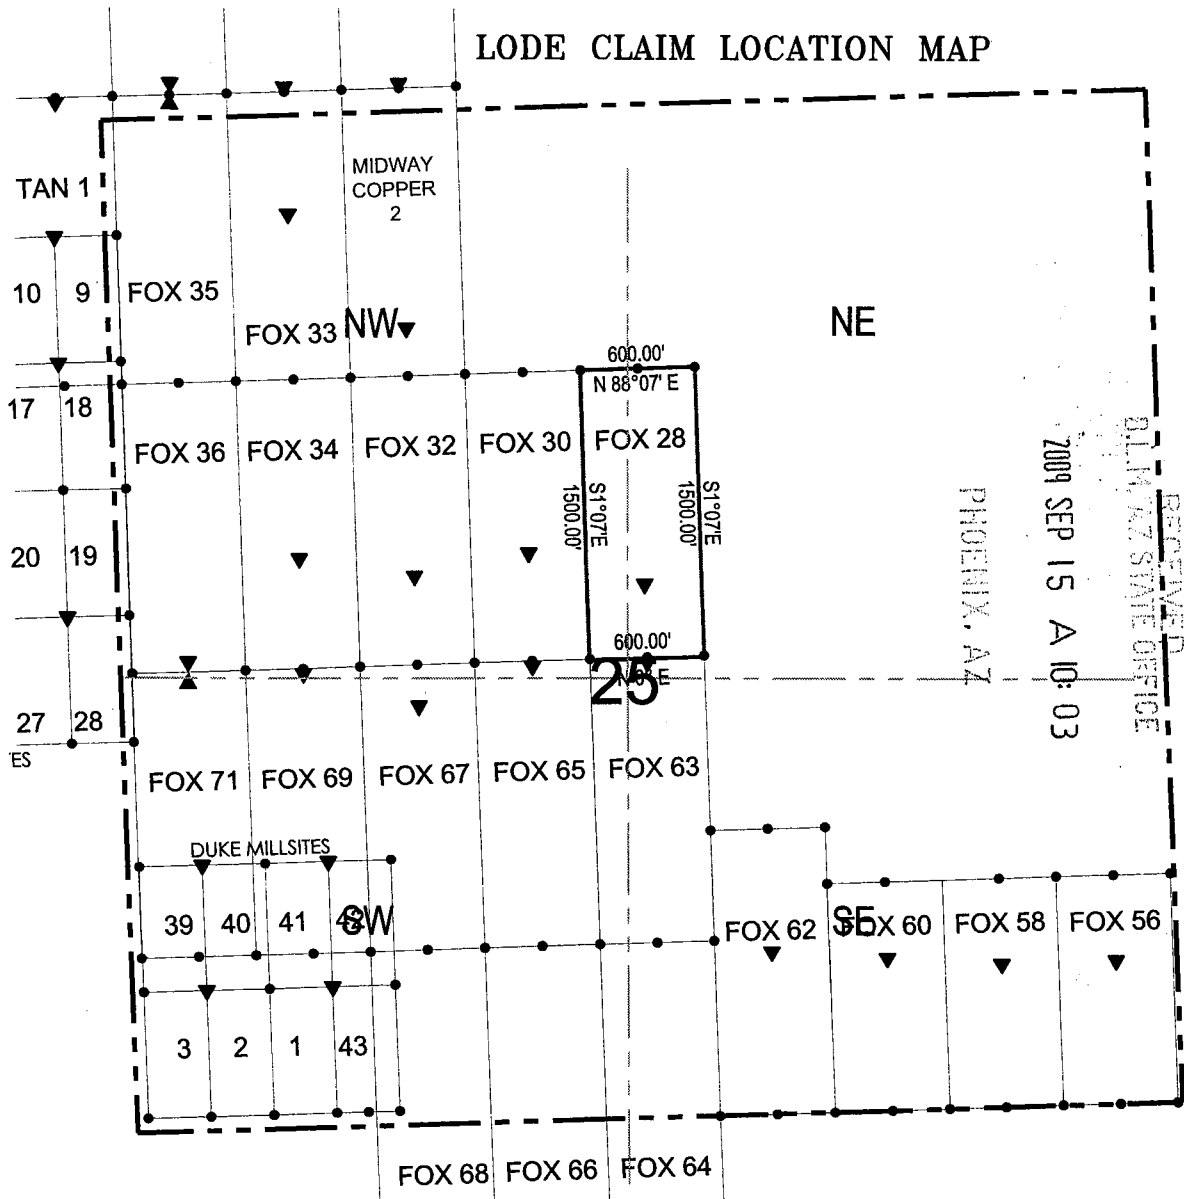 LODE CLAIM LOCATION MAP
MIDWAY
COPPER
2
TAN 1
10
9
FOX 35
FOX 33
NW
NE
600.00'
N 88°07' E
17
18
FOX 36
FOX 34
FOX 32
FOX 30
FOX 28
S1°07'E
1500.00'
S1°07'E
1500.00'
RECEIVED
B.L.M. AZ STATE OFFICE
2009 SEP 15 A 10:03
PHOENIX, AZ
20
19
600.00'
25
27
28
ES
FOX 71
FOX 69
FOX 67
FOX 65
FOX 63
DUKE MILLSITES
39
40
41
42
SW
FOX 62
SE
FOX 60
FOX 58
FOX 56
3
2
1
43
FOX 68
FOX 66
FOX 64